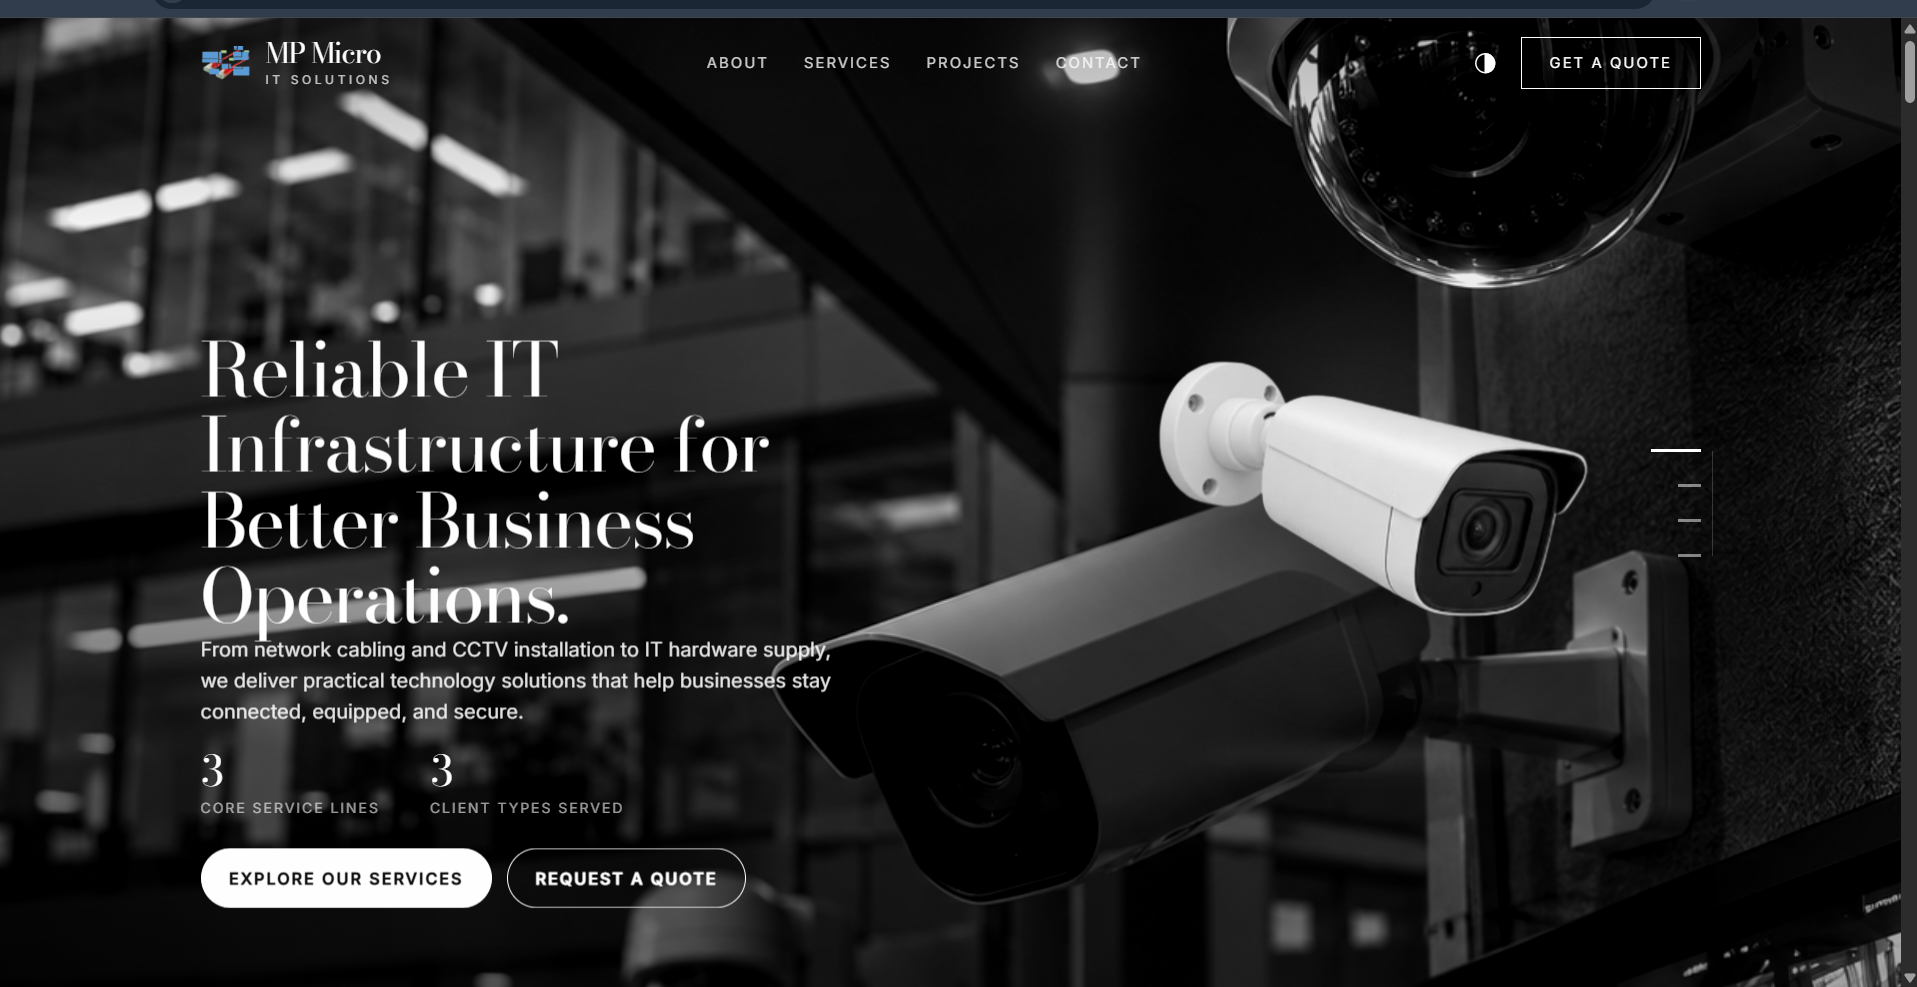 MP Micro
IT SOLUTIONS
ABOUT
SERVICES
PROJECTS
CONTACT
GET A QUOTE
Reliable IT
Infrastructure for
Better Business
Operations.
From network cabling and CCTV installation to IT hardware supply,
we deliver practical technology solutions that help businesses stay
connected, equipped, and secure.
3
CORE SERVICE LINES
3
CLIENT TYPES SERVED
EXPLORE OUR SERVICES
REQUEST A QUOTE